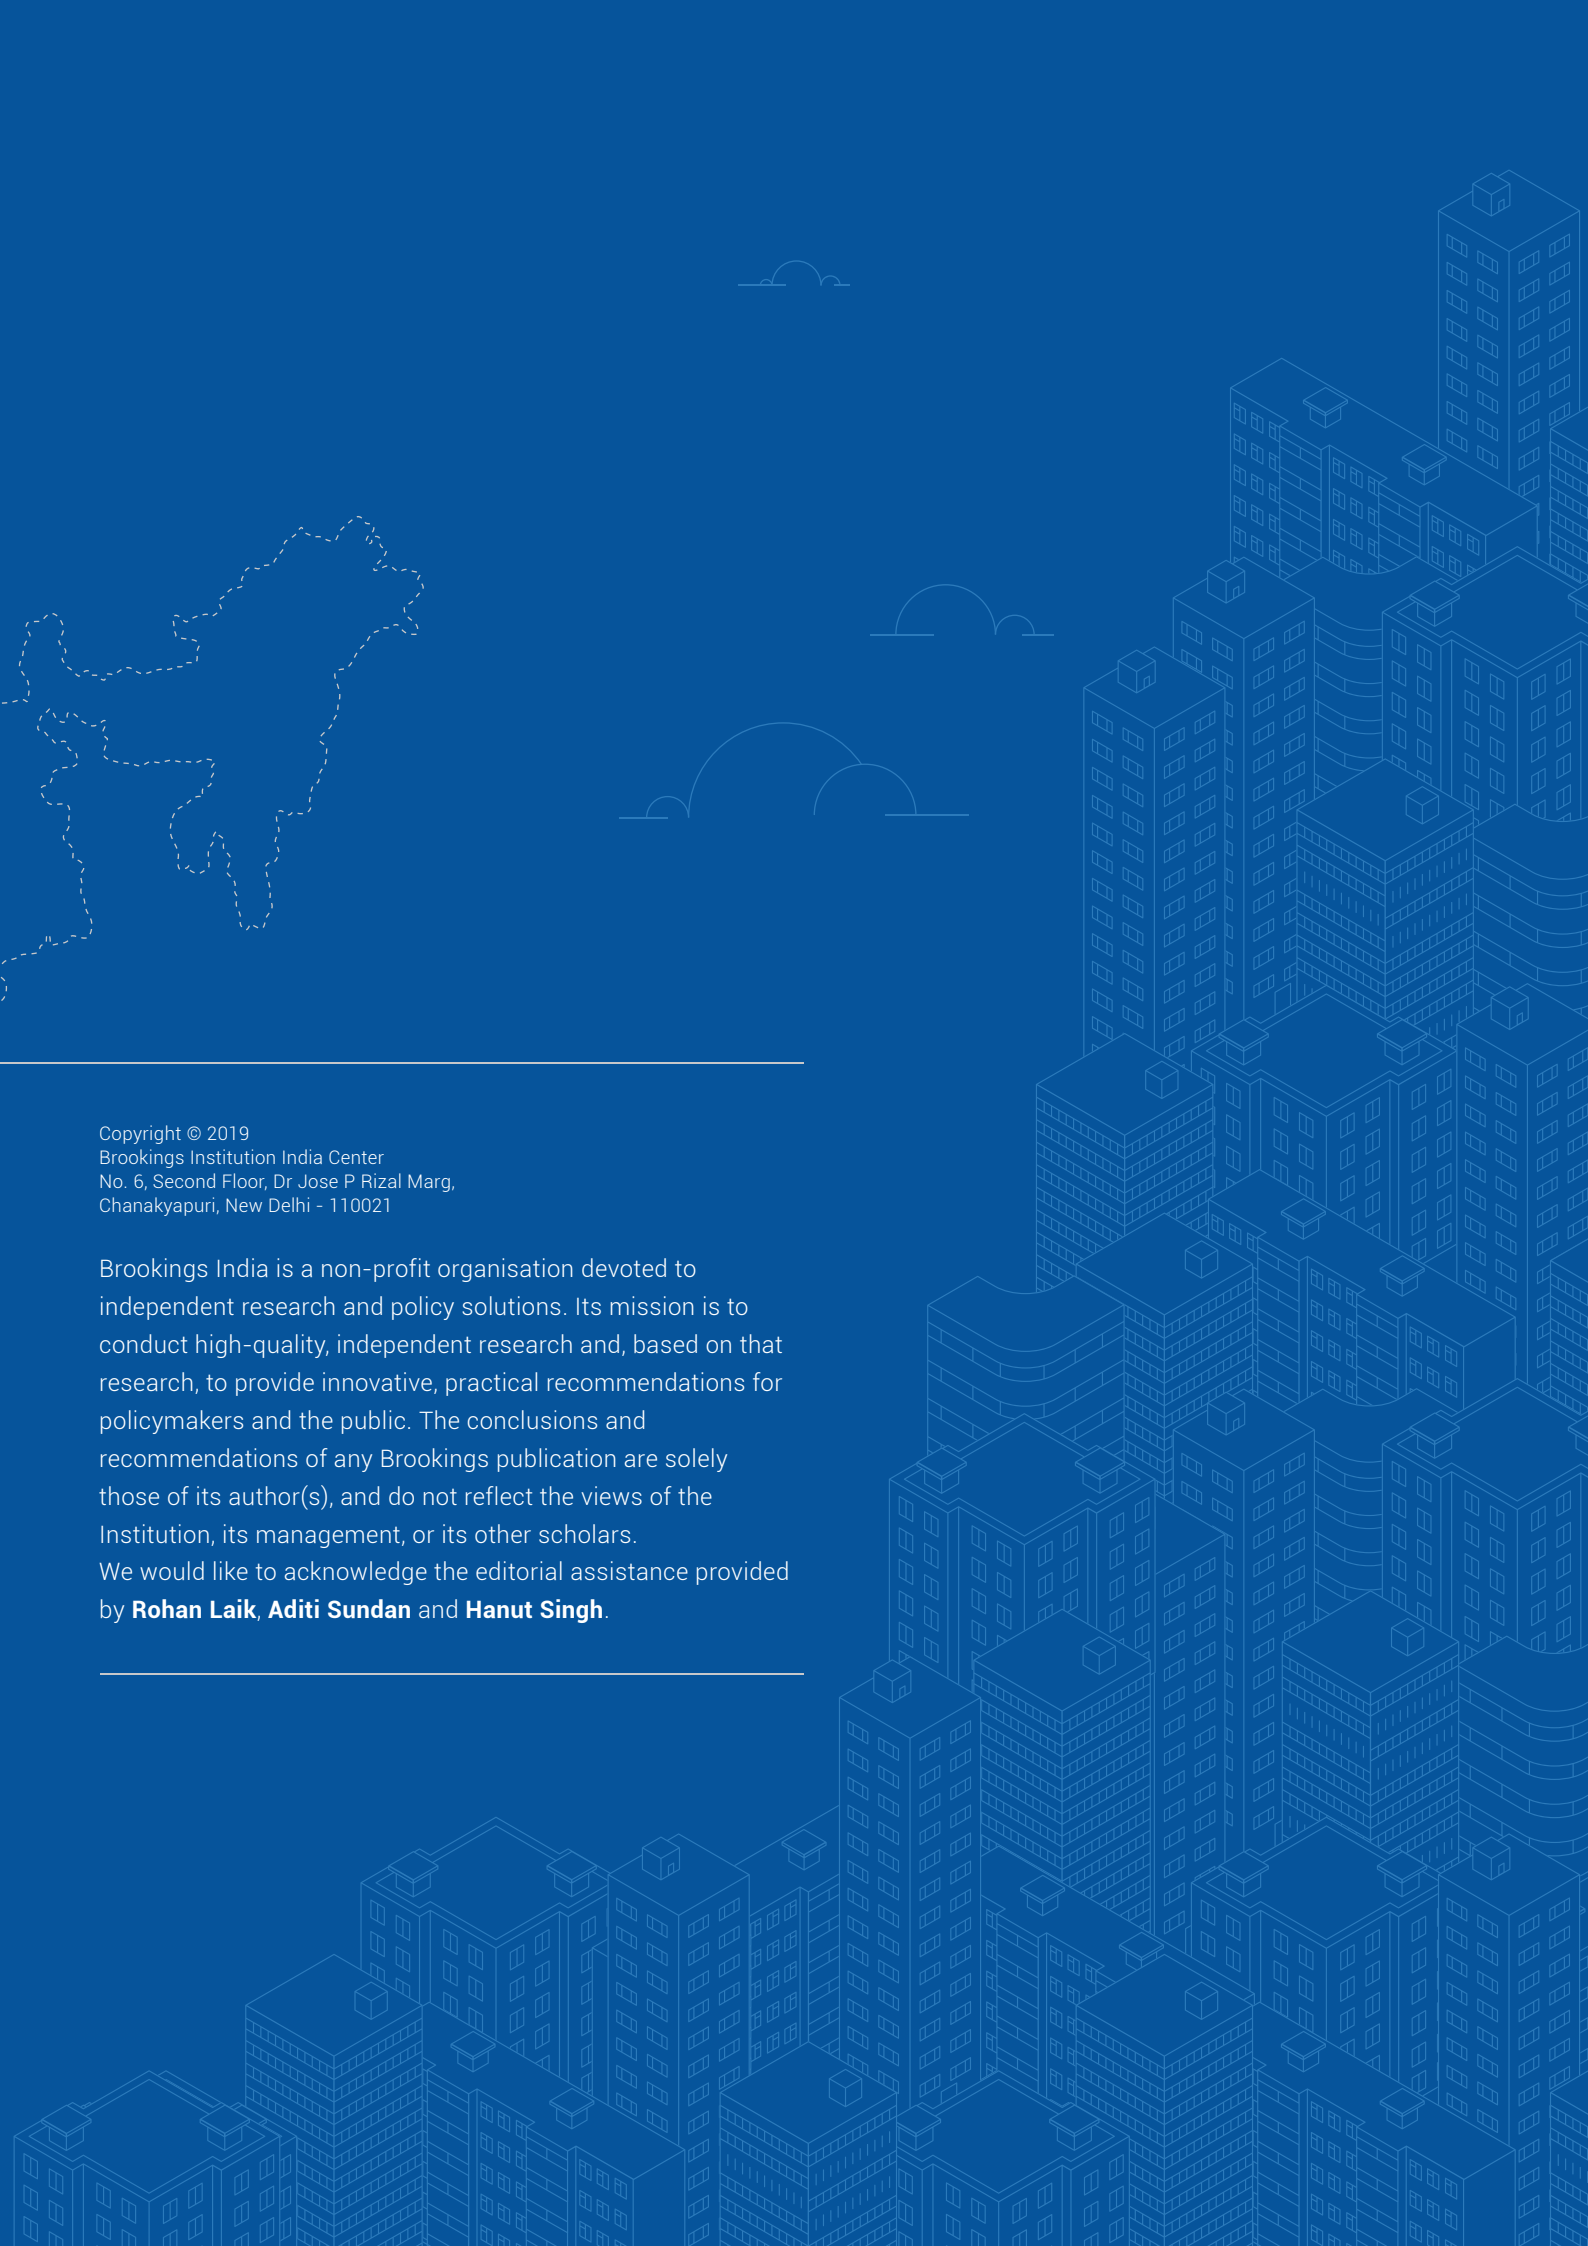 Copyright © 2019
Brookings Institution India Center
No. 6, Second Floor, Dr Jose P Rizal Marg,
Chanakyapuri, New Delhi - 110021
Brookings India is a non-profit organisation devoted to
independent research and policy solutions. Its mission is to
conduct high-quality, independent research and, based on that
research, to provide innovative, practical recommendations for
policymakers and the public. The conclusions and
recommendations of any Brookings publication are solely
those of its author(s), and do not reflect the views of the
Institution, its management, or its other scholars.
We would like to acknowledge the editorial assistance provided
by Rohan Laik, Aditi Sundan and Hanut Singh.